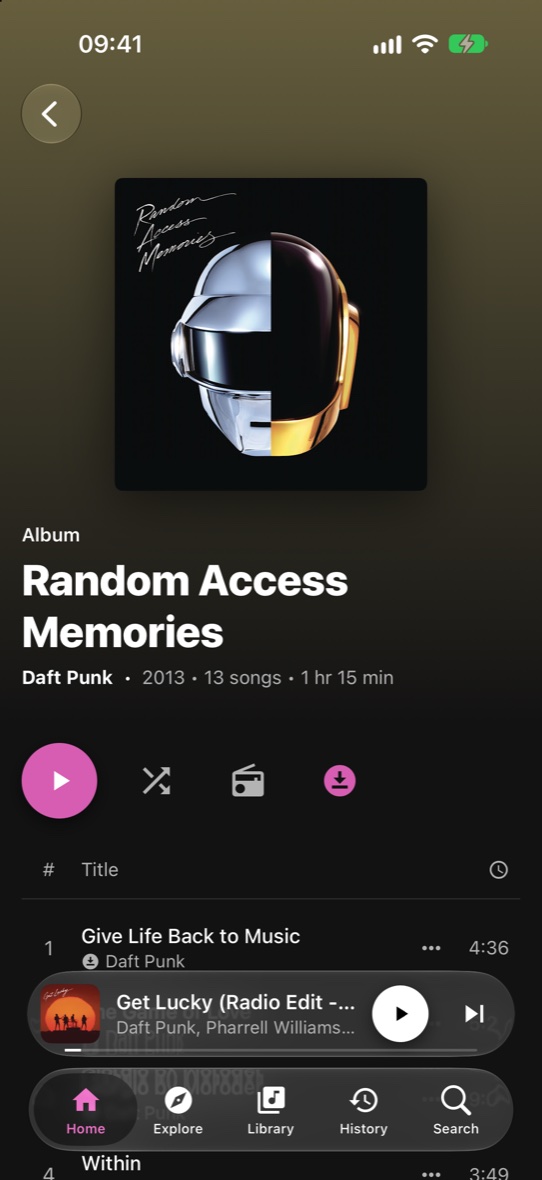 09:41
Random
Access
Memories
Album
Random Access
Memories
Daft Punk • 2013 • 13 songs • 1 hr 15 min
# Title
1 Give Life Back to Music 4:36
Daft Punk
Get Lucky
Get Lucky (Radio Edit -...
Daft Punk, Pharrell Williams...
Home Explore Library History Search
4 Within 3:49